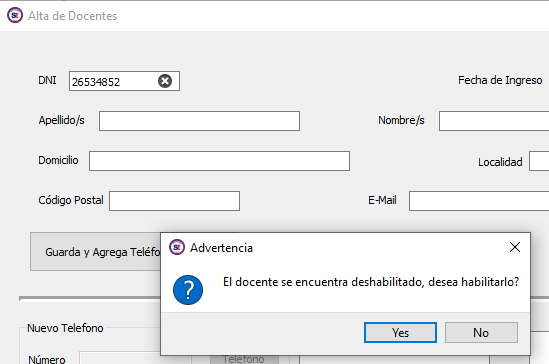 Alta de Docentes
DNI 26534852 Fecha de Ingreso
Apellido/s Nombre/s
Domicilio Localidad
Código Postal E-Mail
Guarda y Agrega Teléfo
Advertencia
El docente se encuentra deshabilitado, desea habilitarlo?
Yes No
Nuevo Telefono
Número Teléfono